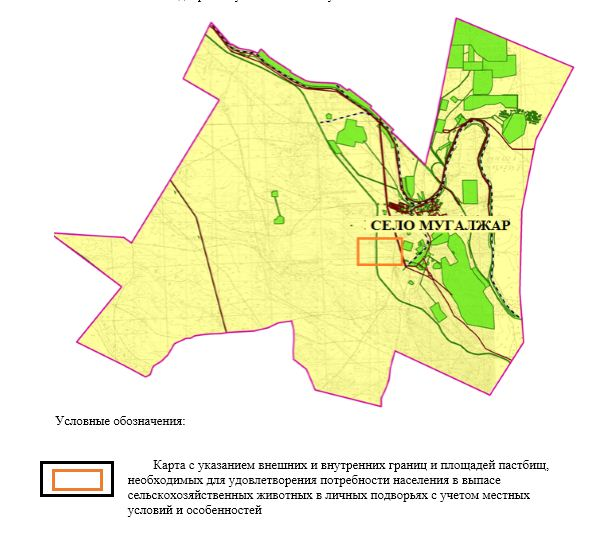 СЕЛО МУГАЛЖАР
Условные обозначения:
Карта с указанием внешних и внутренних границ и площадей пастбищ,
необходимых для удовлетворения потребности населения в выпасе
сельскохозяйственных животных в личных подворьях с учетом местных
условий и особенностей